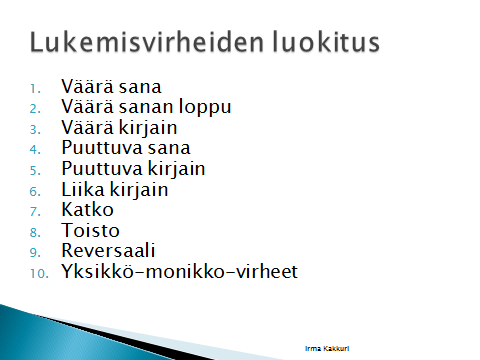 Lukemisvirheiden luokitus
1. Väärä sana
2. Väärä sanan loppu
3. Väärä kirjain
4. Puuttuva sana
5. Puuttuva kirjain
6. Liika kirjain
7. Katko
8. Toisto
9. Reversaali
10. Yksikkö-monikko-virheet
Irma Kakkuri